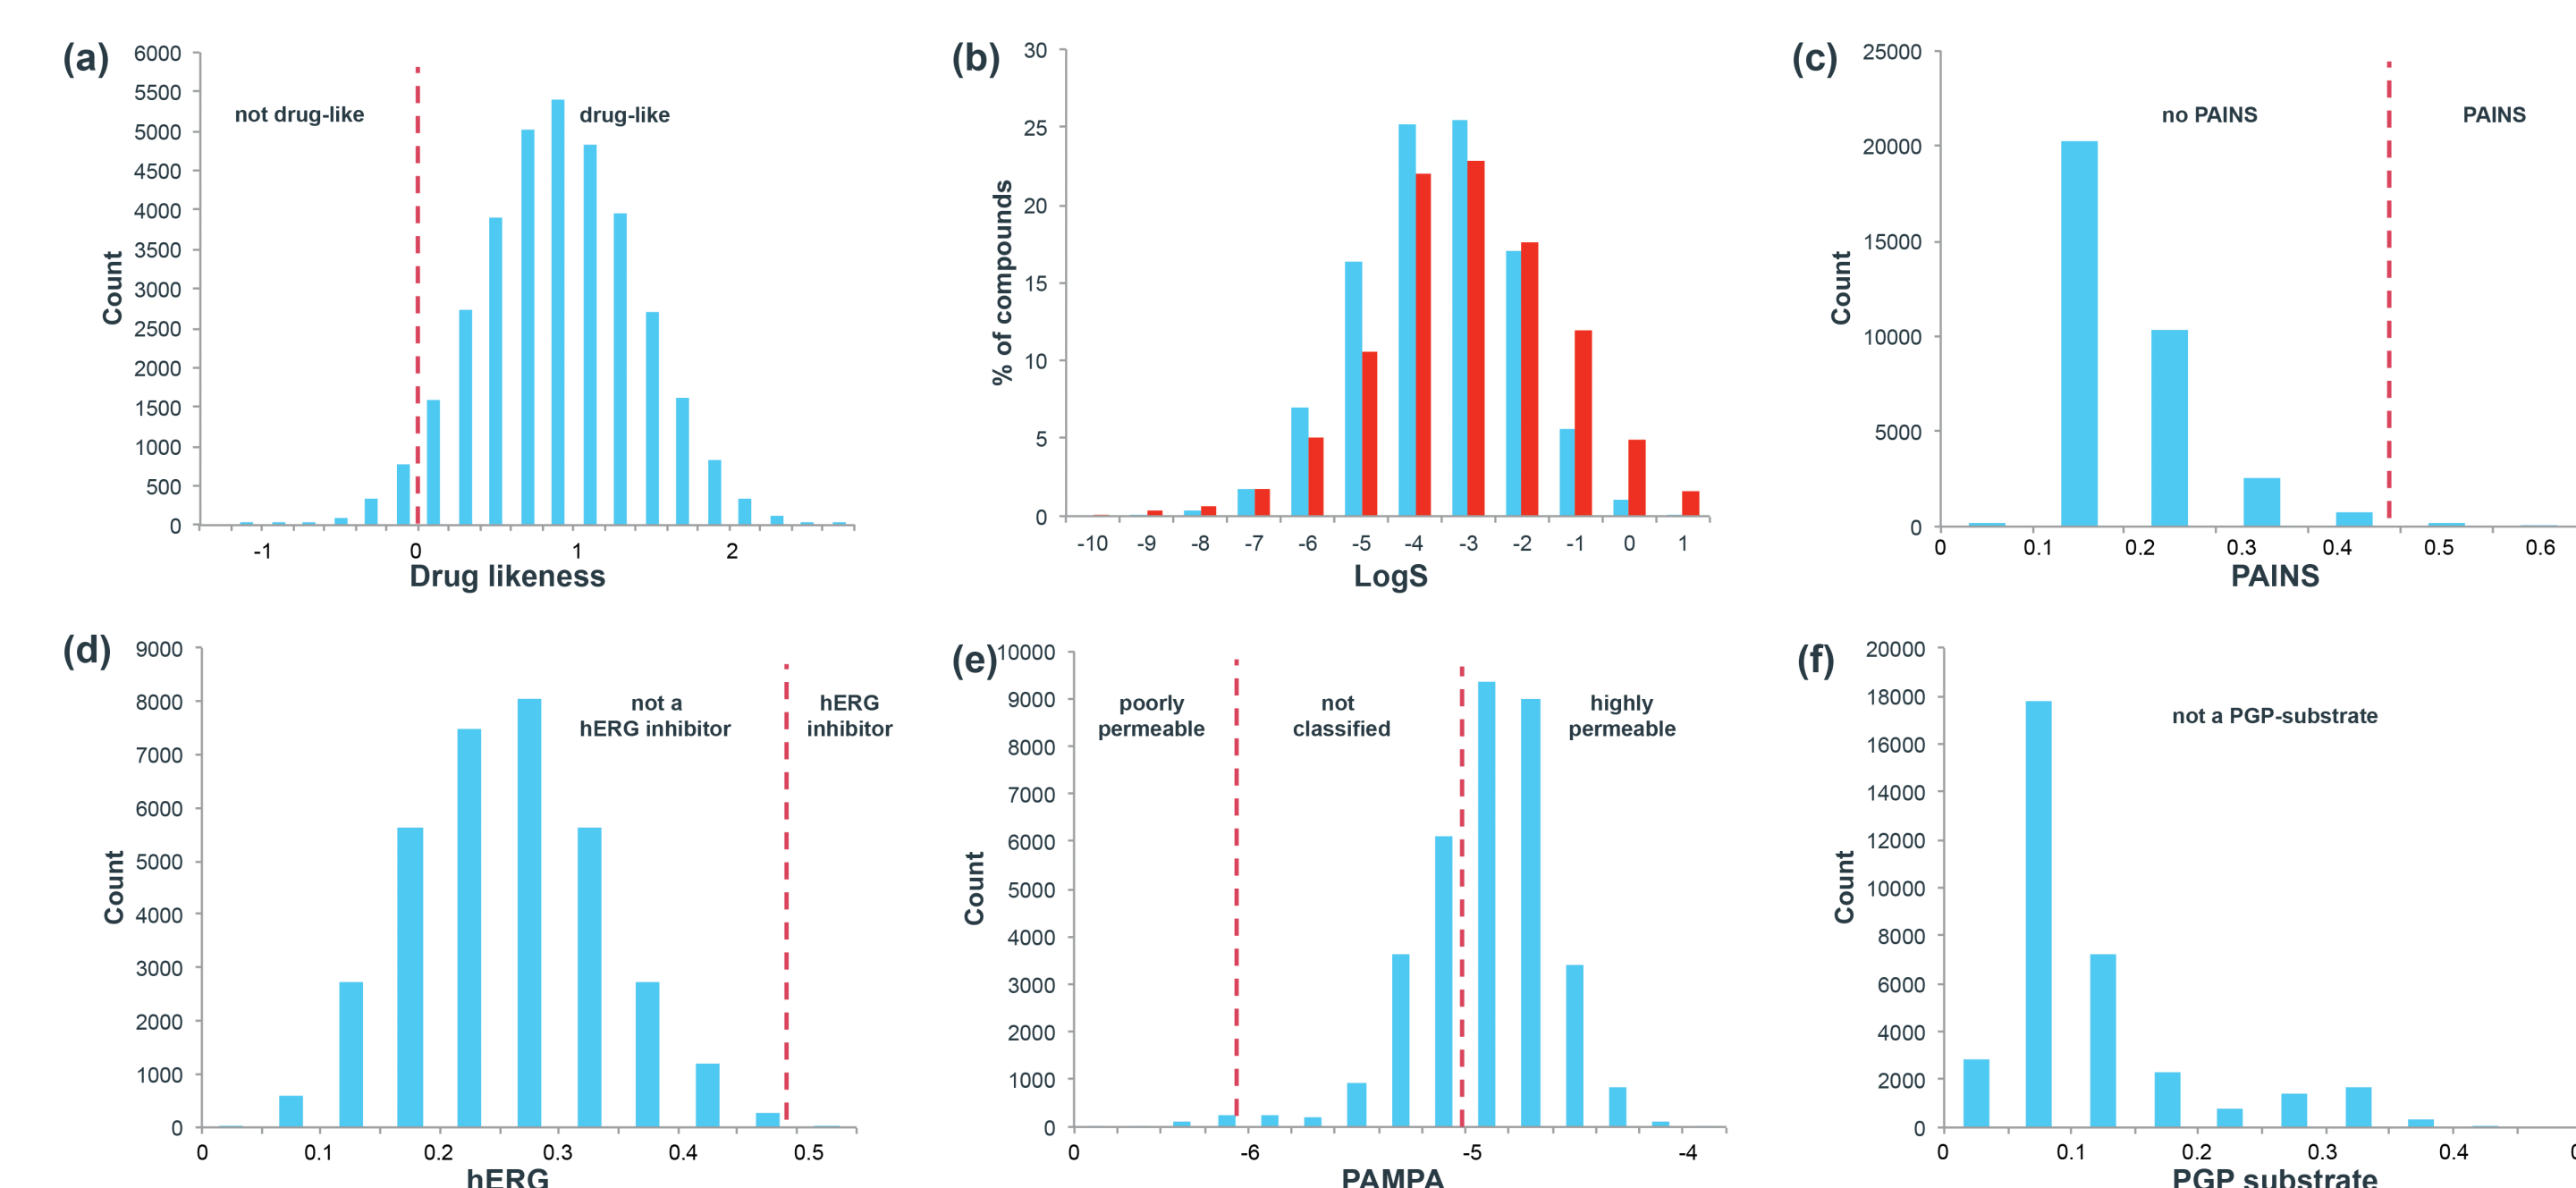 (a)
6000
5500
5000
4500
4000
3500
3000
2500
2000
1500
1000
500
0
Count
not drug-like
drug-like
-1 0 1 2
Drug likeness
(b)
30
25
20
15
10
5
0
% of compounds
-10 -9 -8 -7 -6 -5 -4 -3 -2 -1 0 1
LogS
(c)
25000
20000
15000
10000
5000
0
Count
no PAINS
PAINS
0 0.1 0.2 0.3 0.4 0.5 0.6
PAINS
(d)
9000
8000
7000
6000
5000
4000
3000
2000
1000
0
Count
not a
hERG inhibitor
hERG
inhibitor
0 0.1 0.2 0.3 0.4 0.5
hERG
(e)
10000
9000
8000
7000
6000
5000
4000
3000
2000
1000
0
Count
poorly
permeable
not
classified
highly
permeable
0 -6 -5 -4
PAMPA
(f)
20000
18000
16000
14000
12000
10000
8000
6000
4000
2000
0
Count
not a PGP-substrate
0 0.1 0.2 0.3 0.4
PGP substrate